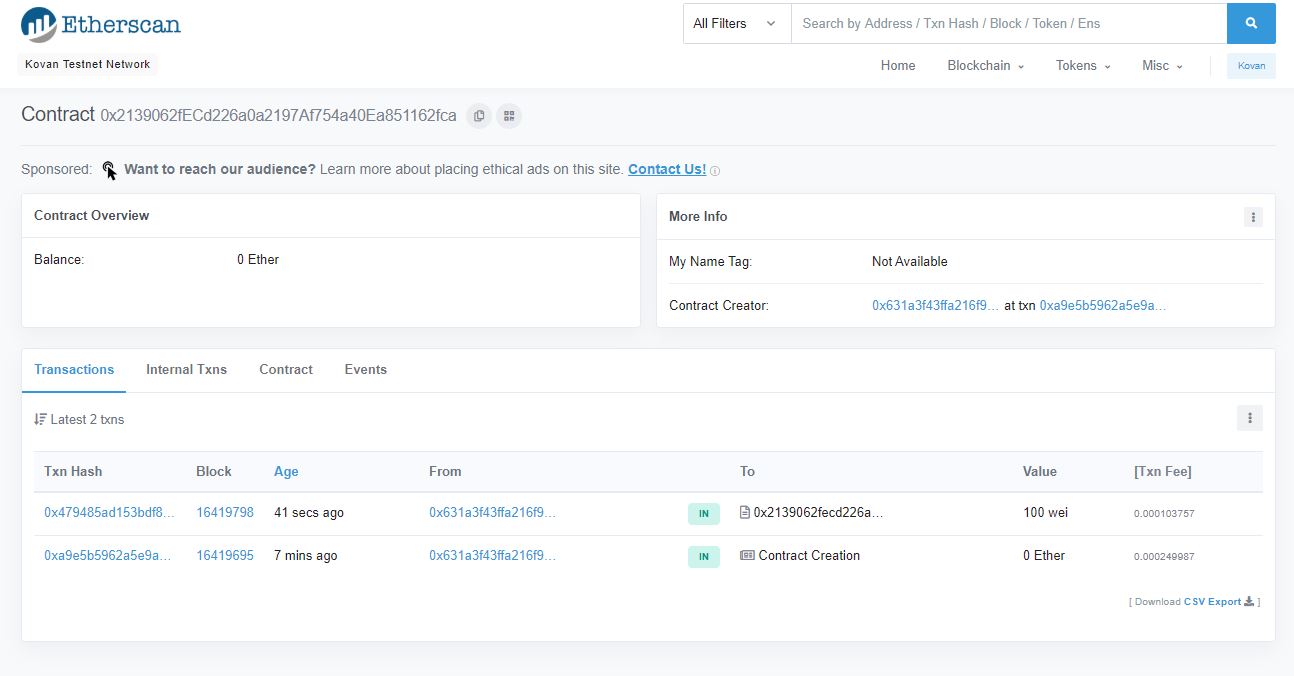 Etherscan
All Filters
Search by Address / Txn Hash / Block / Token / Ens
Kovan Testnet Network
Home Blockchain Tokens Misc Kovan
Contract 0x2139062fECd226a0a2197Af754a40Ea851162fca
Sponsored: Want to reach our audience? Learn more about placing ethical ads on this site. Contact Us!
Contract Overview
Balance: 0 Ether
More Info
My Name Tag: Not Available
Contract Creator: 0x631a3f43ffa216f9... at txn 0xa9e5b5962a5e9a...
Transactions Internal Txns Contract Events
Latest 2 txns
Txn Hash Block Age From To Value [Txn Fee]
0x479485ad153bdf8... 16419798 41 secs ago 0x631a3f43ffa216f9... IN 0x2139062fecd226a... 100 wei 0.000103757
0xa9e5b5962a5e9a... 16419695 7 mins ago 0x631a3f43ffa216f9... IN Contract Creation 0 Ether 0.000249987
[ Download CSV Export ]